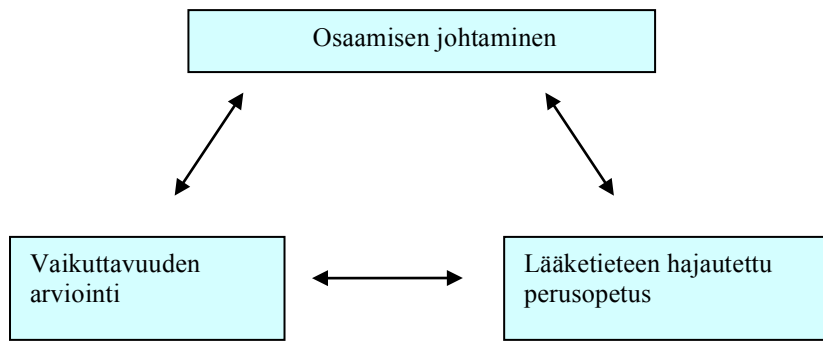 Osaamisen johtaminen
Vaikuttavuuden
arviointi
Lääketieteen hajautettu
perusopetus